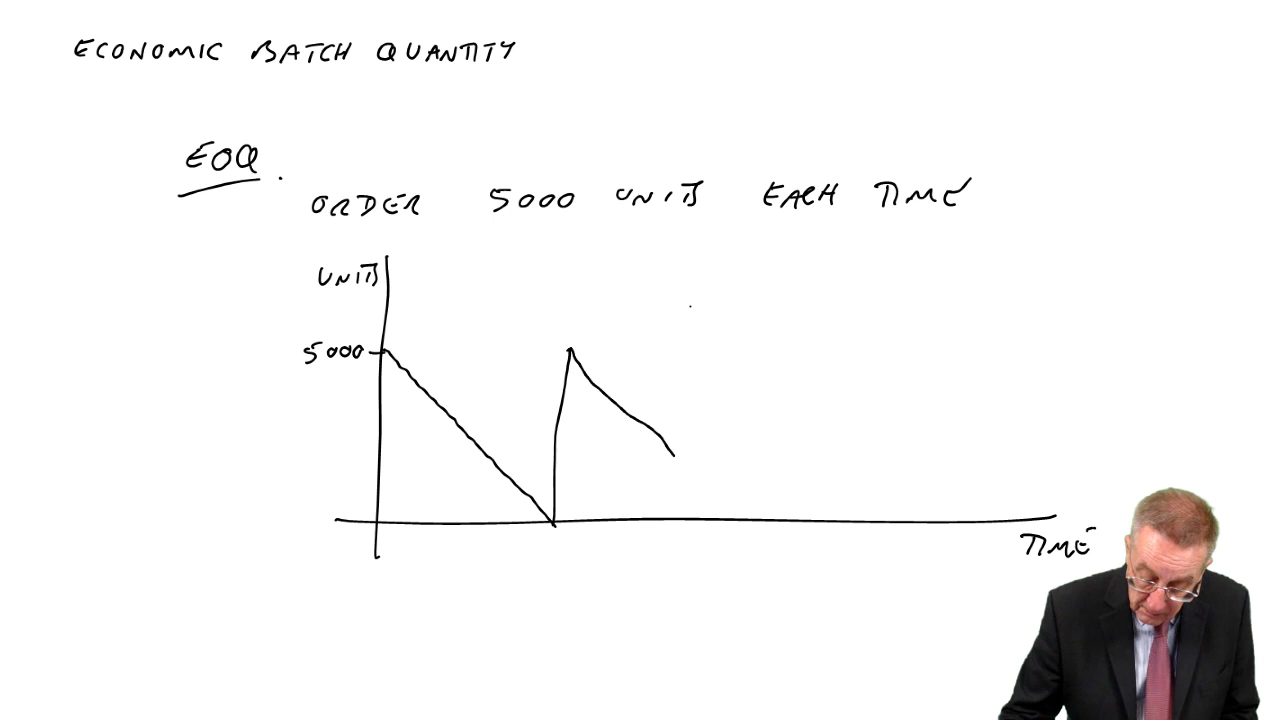 ECONOMIC BATCH QUANTITY
EOQ.
ORDER 5000 UNITS EACH TIME
UNITS
5000
TIME